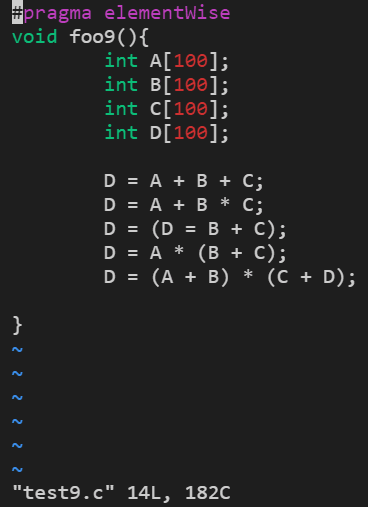 #pragma elementWise
void foo9(){
        int A[100];
        int B[100];
        int C[100];
        int D[100];

        D = A + B + C;
        D = A + B * C;
        D = (D = B + C);
        D = A * (B + C);
        D = (A + B) * (C + D);

}
~
~
~
~
~
~
"test9.c" 14L, 182C